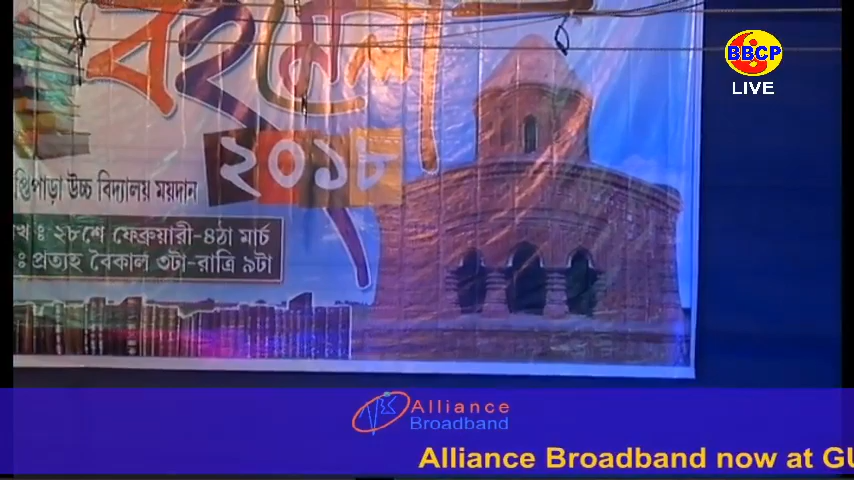 বইমেলা
BBCP
LIVE
২০১৮
প্তিপাড়া উচ্চ বিদ্যালয় ময়দান
২৮শে ফেব্রুয়ারী-৪ঠা মার্চ
ঃ প্রত্যহ বৈকাল ৩টা-রাত্রি ৯টা
Alliance
Broadband
Alliance Broadband now at GU